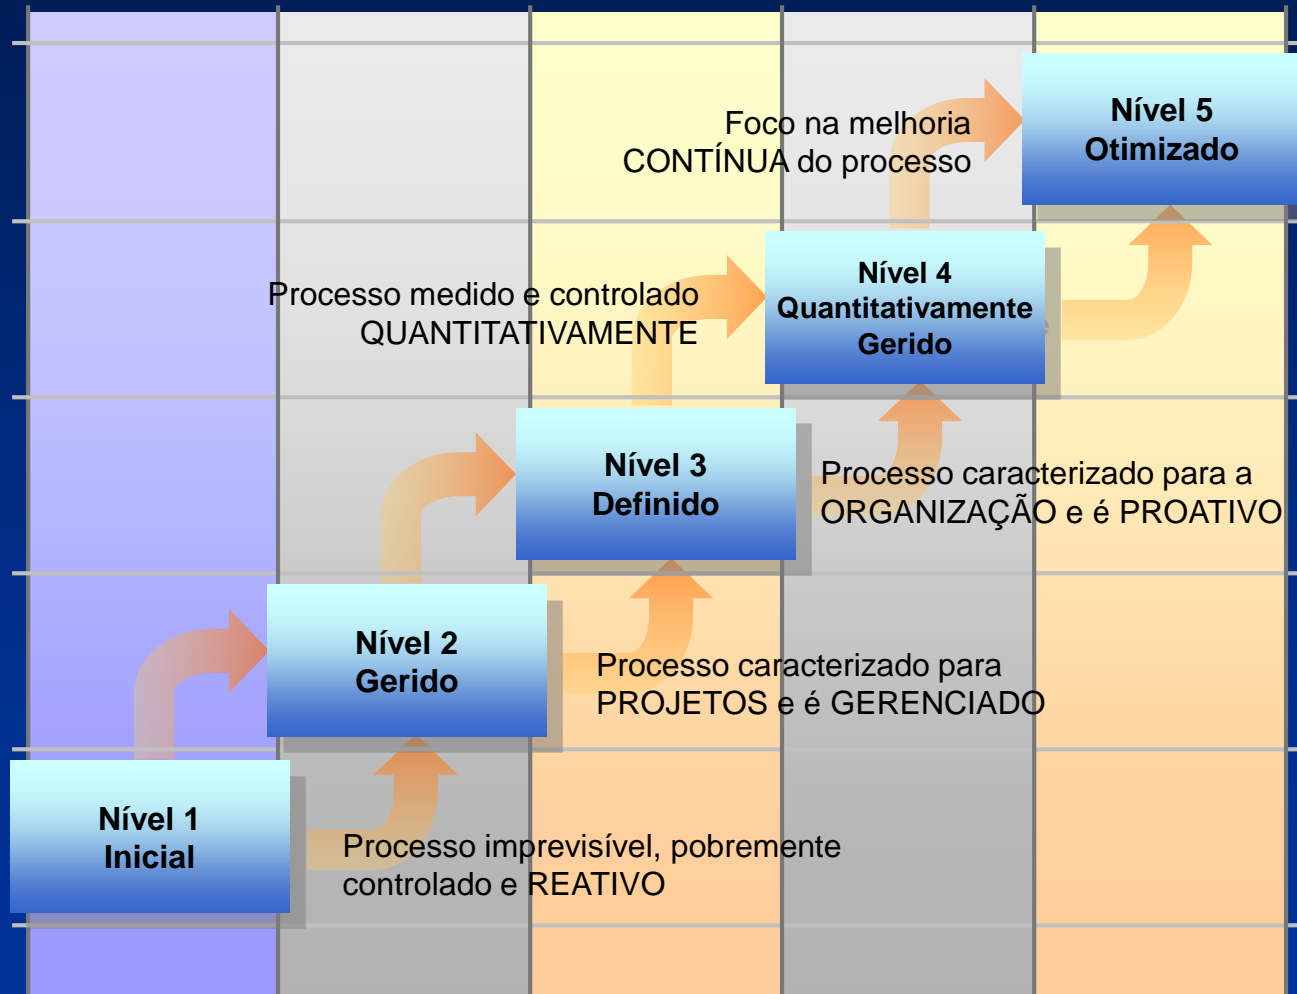 Nível 5
Otimizado
Foco na melhoria
CONTÍNUA do processo
Nível 4
Quantitativamente
Gerido
Processo medido e controlado
QUANTITATIVAMENTE
Nível 3
Definido
Processo caracterizado para a
ORGANIZAÇÃO e é PROATIVO
Nível 2
Gerido
Processo caracterizado para
PROJETOS e é GERENCIADO
Nível 1
Inicial
Processo imprevisível, pobremente
controlado e REATIVO